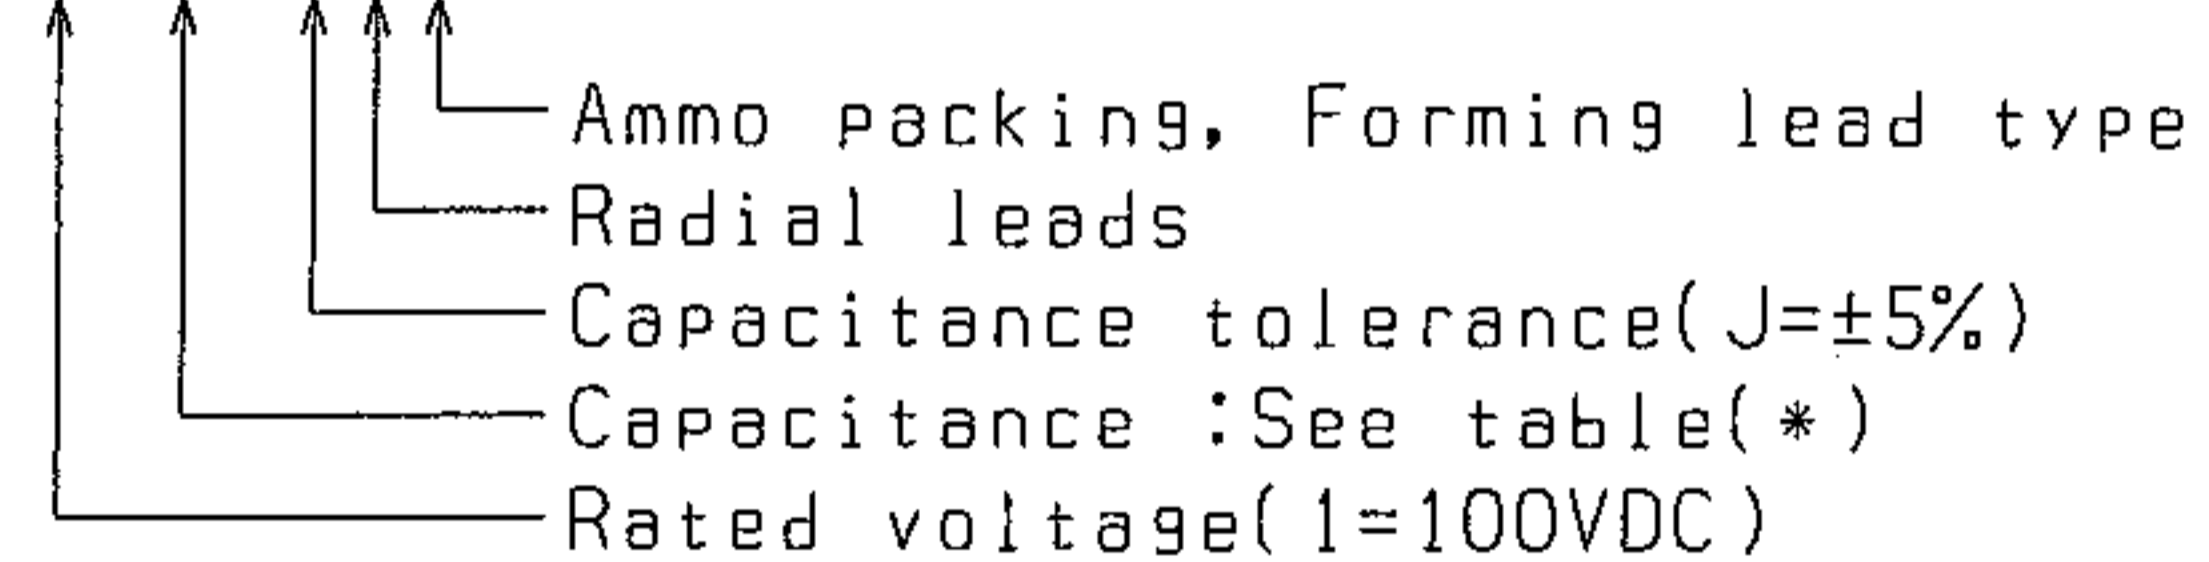 Ammo packing, Forming lead type
Radial leads
Capacitance tolerance(J=±5%)
Capacitance :See table(*)
Rated voltage(1=100VDC)